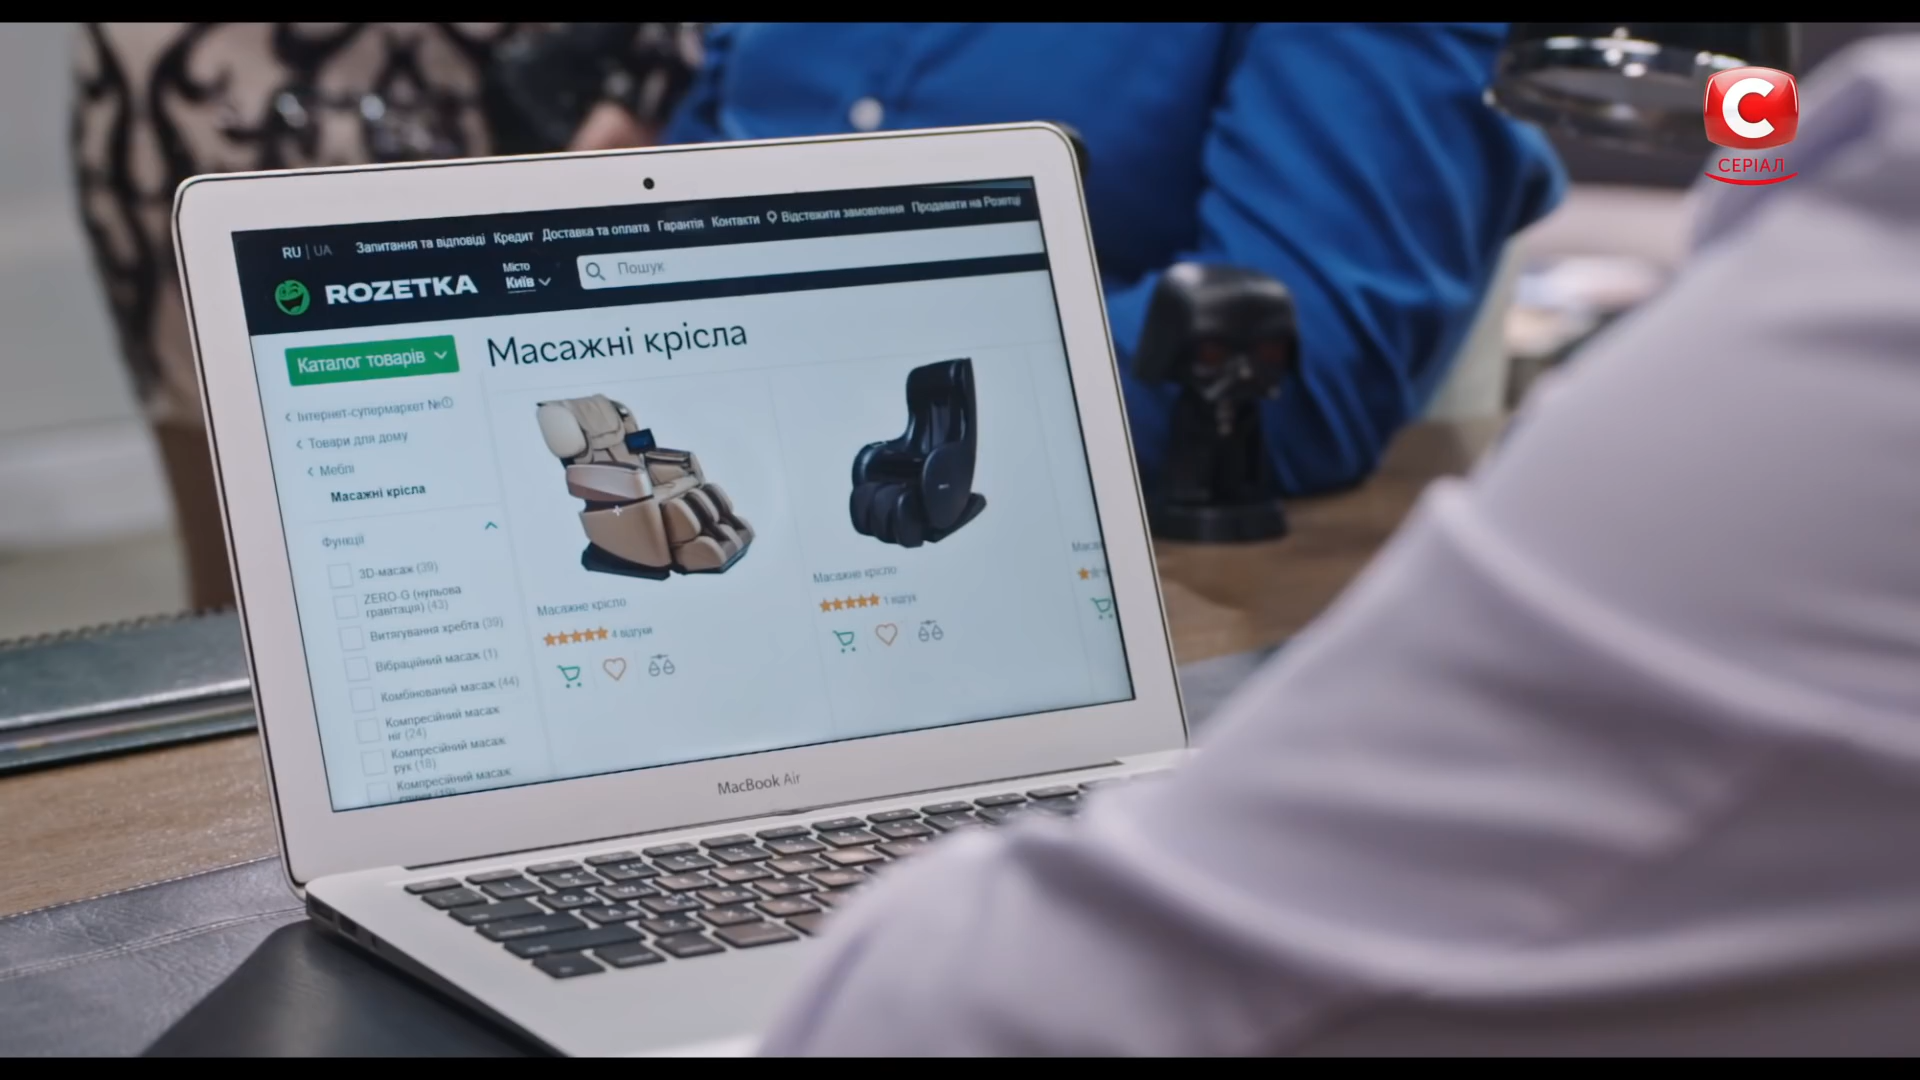 С
СЕРІАЛ
RU | UA
Запитання та відповіді Кредит Доставка та оплата Гарантія Контакти Відстежити замовлення Продавати на Розетці
ROZETKA
Місто
Київ
Пошук
Каталог товарів
Масажні крісла
< Інтернет-супермаркет №①
< Товари для дому
< Меблі
Масажні крісла
Функції
3D-масаж (39)
ZERO-G (нульова
гравітація) (43)
Витягування хребта (39)
Вібраційний масаж (1)
Комбінований масаж (44)
Компресійний масаж
ніг (24)
Компресійний масаж
рук (18)
Компресійний масаж
Масажне крісло
4 відгуки
Масажне крісло
1 відгук
Масаж
MacBook Air